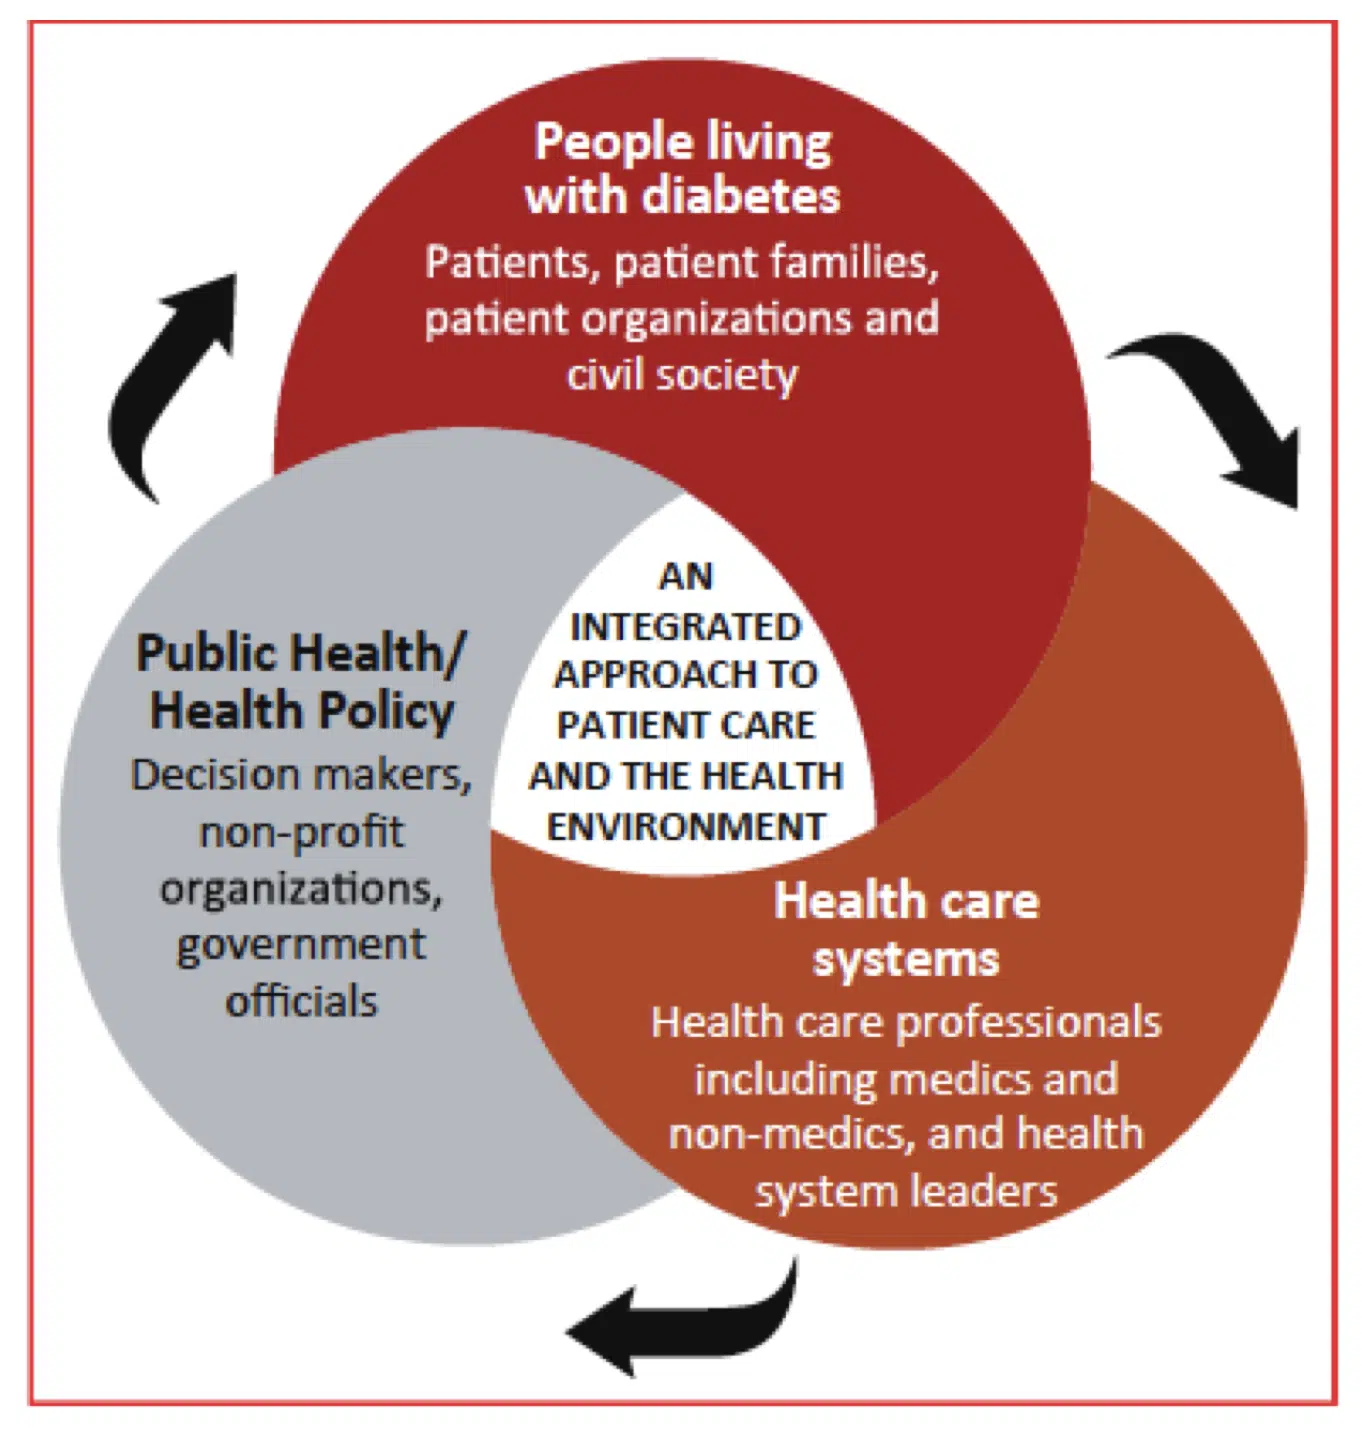 People living
with diabetes
Patients, patient families,
patient organizations and
civil society
AN
INTEGRATED
APPROACH TO
PATIENT CARE
AND THE HEALTH
ENVIRONMENT
Public Health/
Health Policy
Decision makers,
non-profit
organizations,
government
officials
Health care
systems
Health care professionals
including medics and
non-medics, and health
system leaders